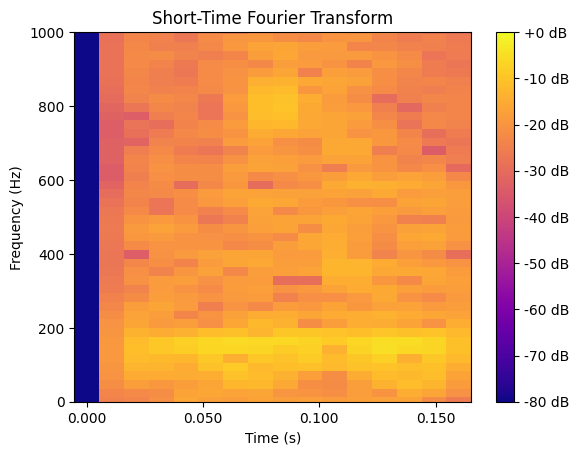 Short-Time Fourier Transform
1000
800
600
400
200
0
Frequency (Hz)
0.000
0.050
0.100
0.150
Time (s)
+0 dB
-10 dB
-20 dB
-30 dB
-40 dB
-50 dB
-60 dB
-70 dB
-80 dB